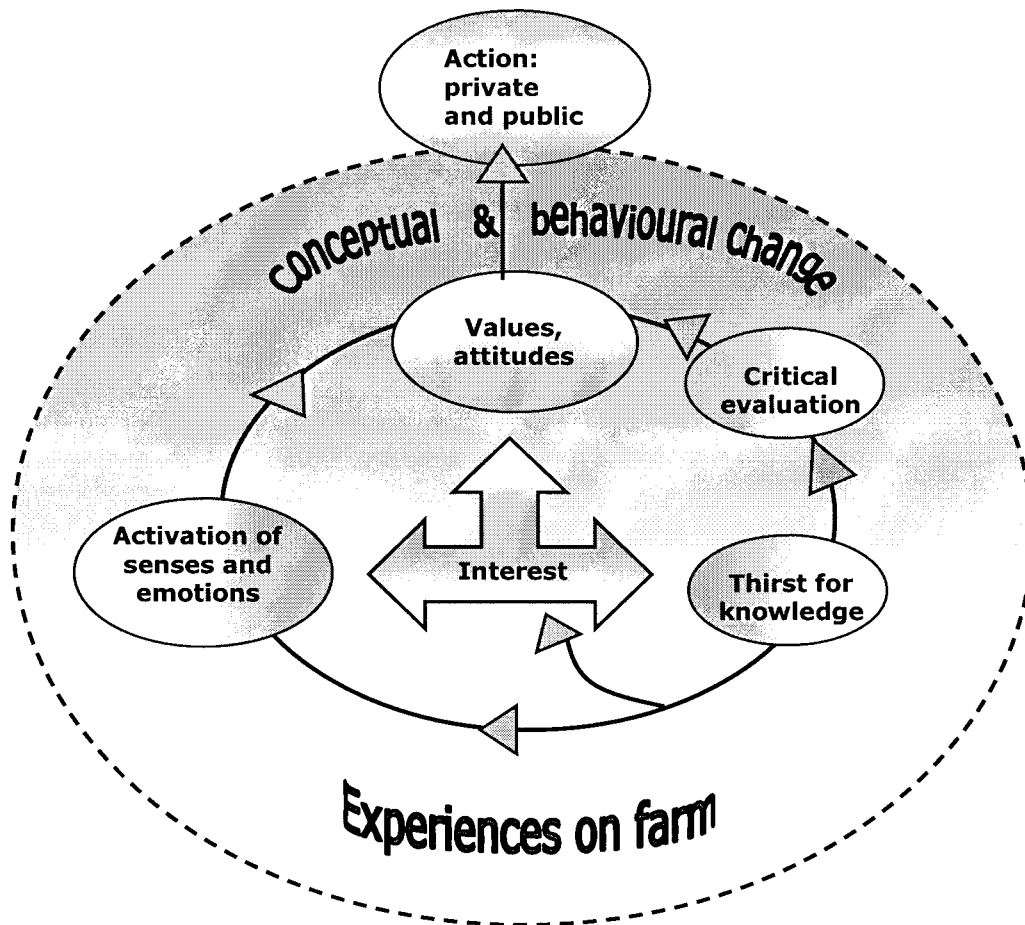 Action:
private
and public
conceptual & behavioural change
Values,
attitudes
Critical
evaluation
Activation of
senses and
emotions
Interest
Thirst for
knowledge
Experiences on farm